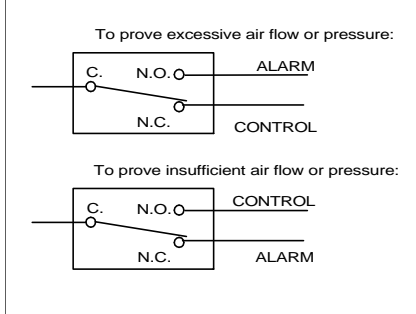 To prove excessive air flow or pressure:
C. N.O. ALARM
N.C. CONTROL
To prove insufficient air flow or pressure:
C. N.O. CONTROL
N.C. ALARM